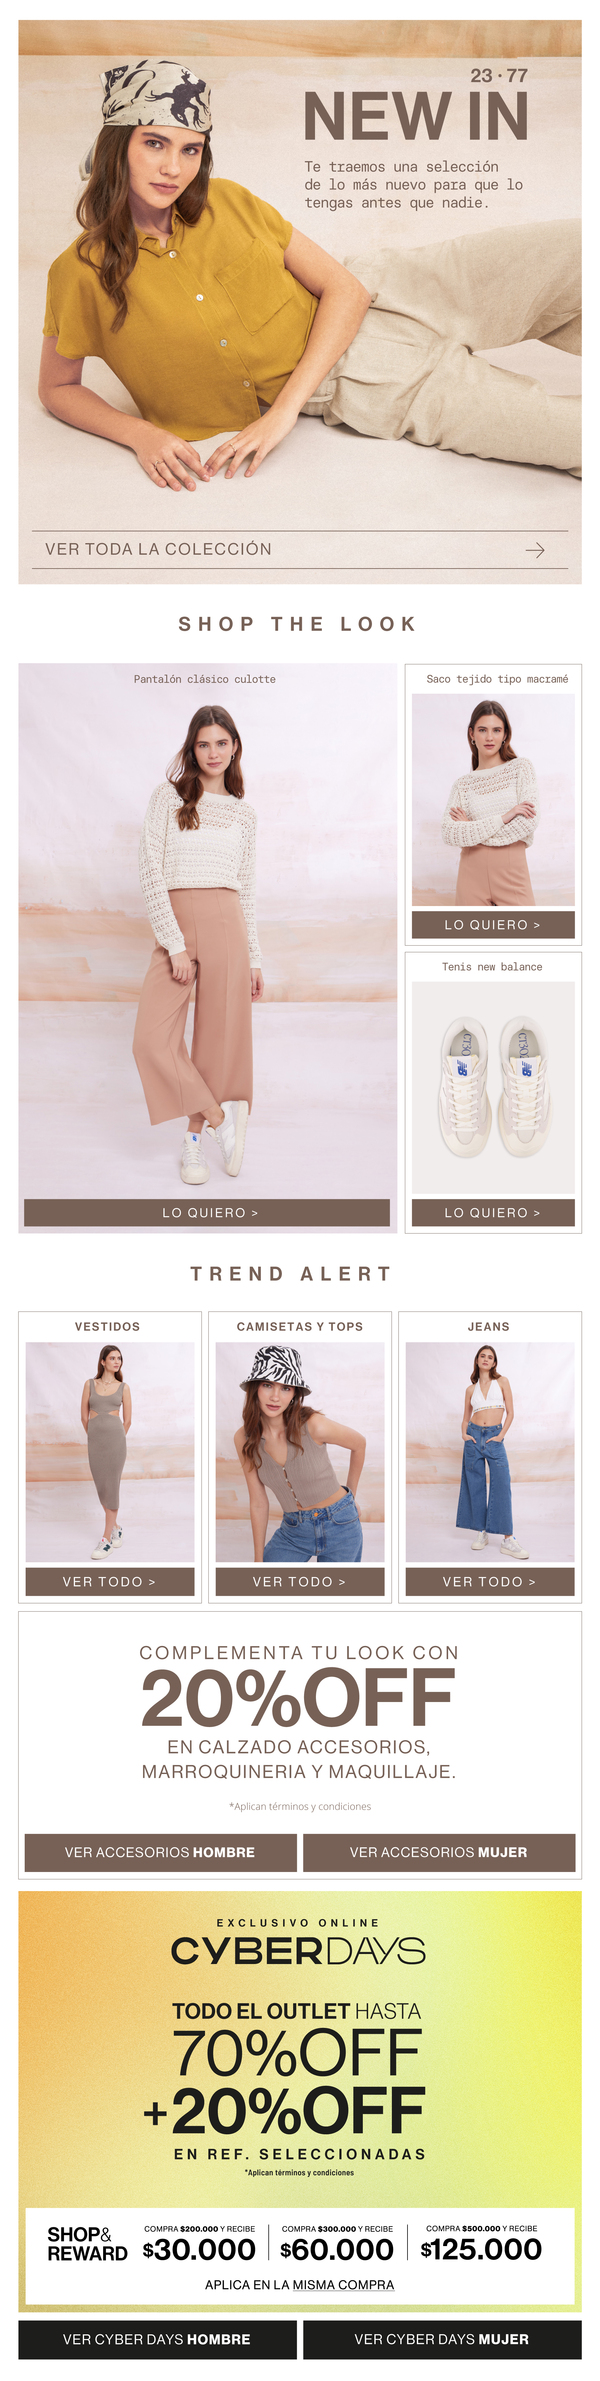 23 · 77
NEW IN
Te traemos una selección
de lo más nuevo para que lo
tengas antes que nadie.
VER TODA LA COLECCIÓN
SHOP THE LOOK
Pantalón clásico culotte
LO QUIERO >
Saco tejido tipo macramé
LO QUIERO >
Tenis new balance
CT302
CT302
NB
NB
LO QUIERO >
TREND ALERT
VESTIDOS
VER TODO >
CAMISETAS Y TOPS
VER TODO >
JEANS
VER TODO >
COMPLEMENTA TU LOOK CON
20%OFF
EN CALZADO ACCESORIOS,
MARROQUINERIA Y MAQUILLAJE.
*Aplican términos y condiciones
VER ACCESORIOS HOMBRE
VER ACCESORIOS MUJER
EXCLUSIVO ONLINE
CYBERDAYS
TODO EL OUTLET HASTA
70%OFF
+20%OFF
EN REF. SELECCIONADAS
*Aplican términos y condiciones
SHOP&
REWARD
COMPRA $200.000 Y RECIBE
$30.000
COMPRA $300.000 Y RECIBE
$60.000
COMPRA $500.000 Y RECIBE
$125.000
APLICA EN LA MISMA COMPRA
VER CYBER DAYS HOMBRE
VER CYBER DAYS MUJER